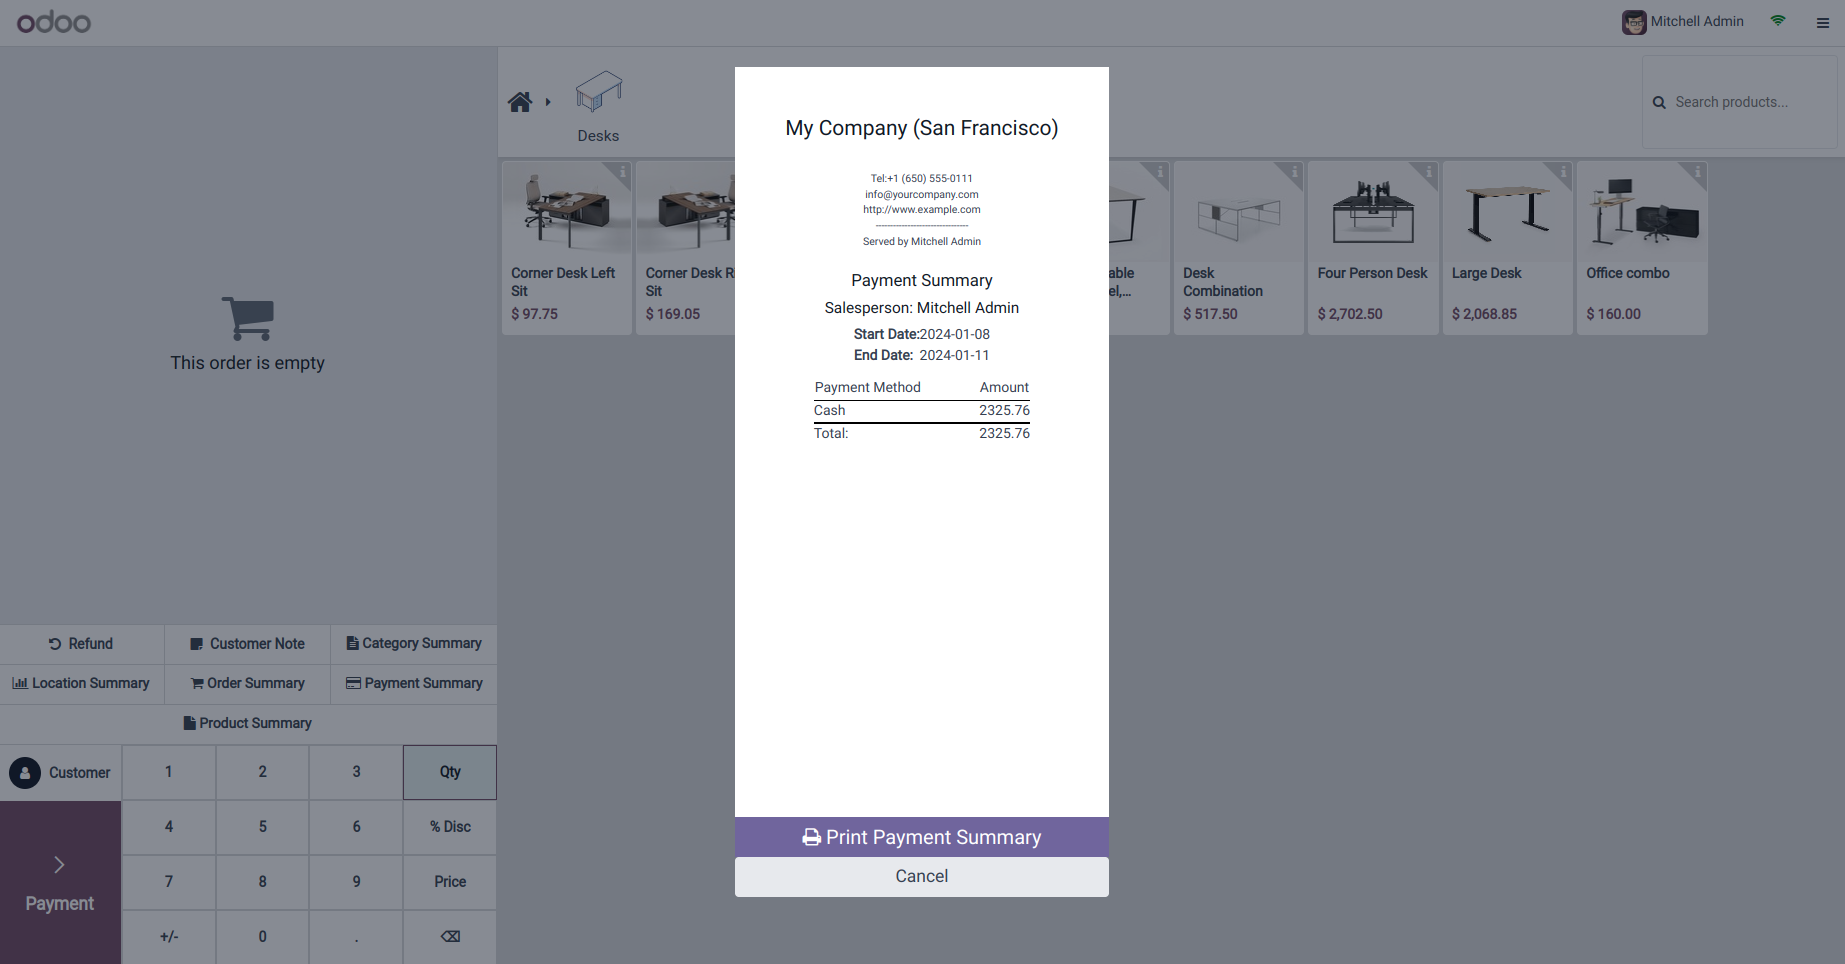 odoo
Mitchell Admin
Desks
Search products...
My Company (San Francisco)
Tel:+1 (650) 555-0111
info@yourcompany.com
http://www.example.com
--------------------------------
Served by Mitchell Admin
Payment Summary
Salesperson: Mitchell Admin
Start Date:2024-01-08
End Date: 2024-01-11
Payment Method Amount
Cash 2325.76
Total: 2325.76
Print Payment Summary
Cancel
Corner Desk Left
Sit
$ 97.75
Corner Desk R
Sit
$ 169.05
able
el,...
Desk
Combination
$ 517.50
Four Person Desk
$ 2,702.50
Large Desk
$ 2,068.85
Office combo
$ 160.00
This order is empty
Refund
Customer Note
Category Summary
Location Summary
Order Summary
Payment Summary
Product Summary
Customer
1 2 3 Qty
4 5 6 % Disc
7 8 9 Price
+/- 0 .
Payment